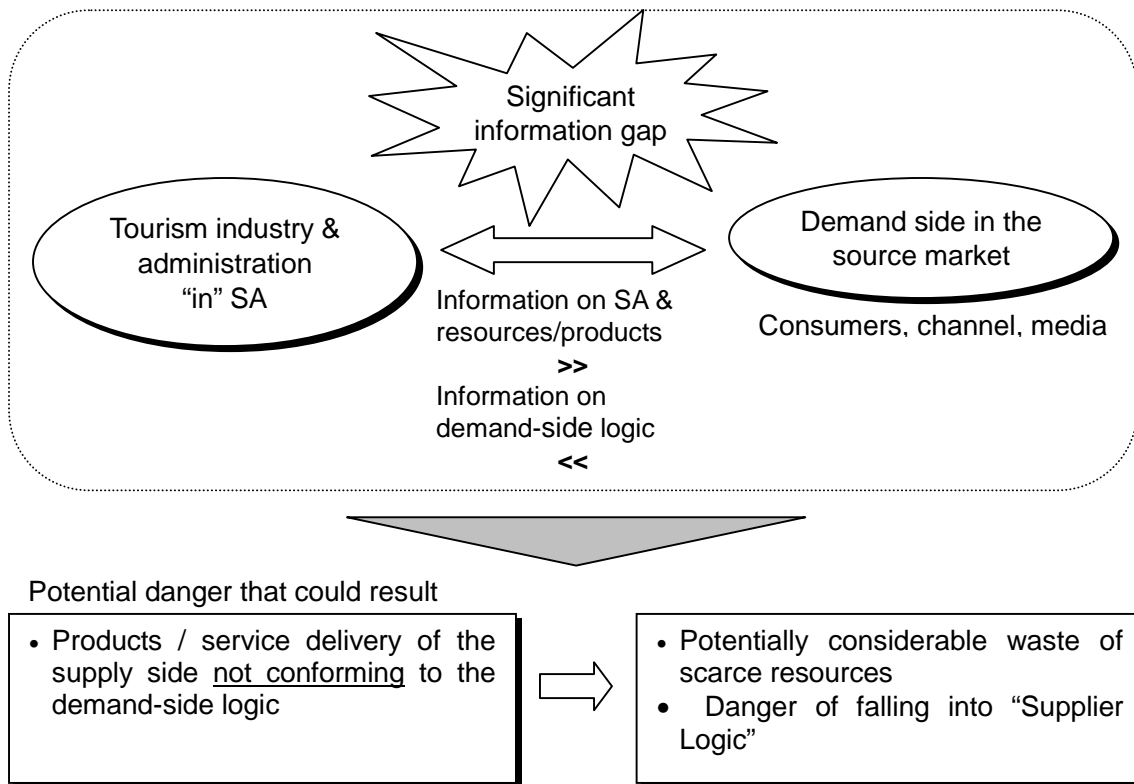 Significant
information gap
Tourism industry &
administration
“in” SA
Demand side in the
source market
Consumers, channel, media
Information on SA &
resources/products
>>
Information on
demand-side logic
<<
Potential danger that could result
• Products / service delivery of the
supply side not conforming to the
demand-side logic
• Potentially considerable waste of
scarce resources
• Danger of falling into “Supplier
Logic”